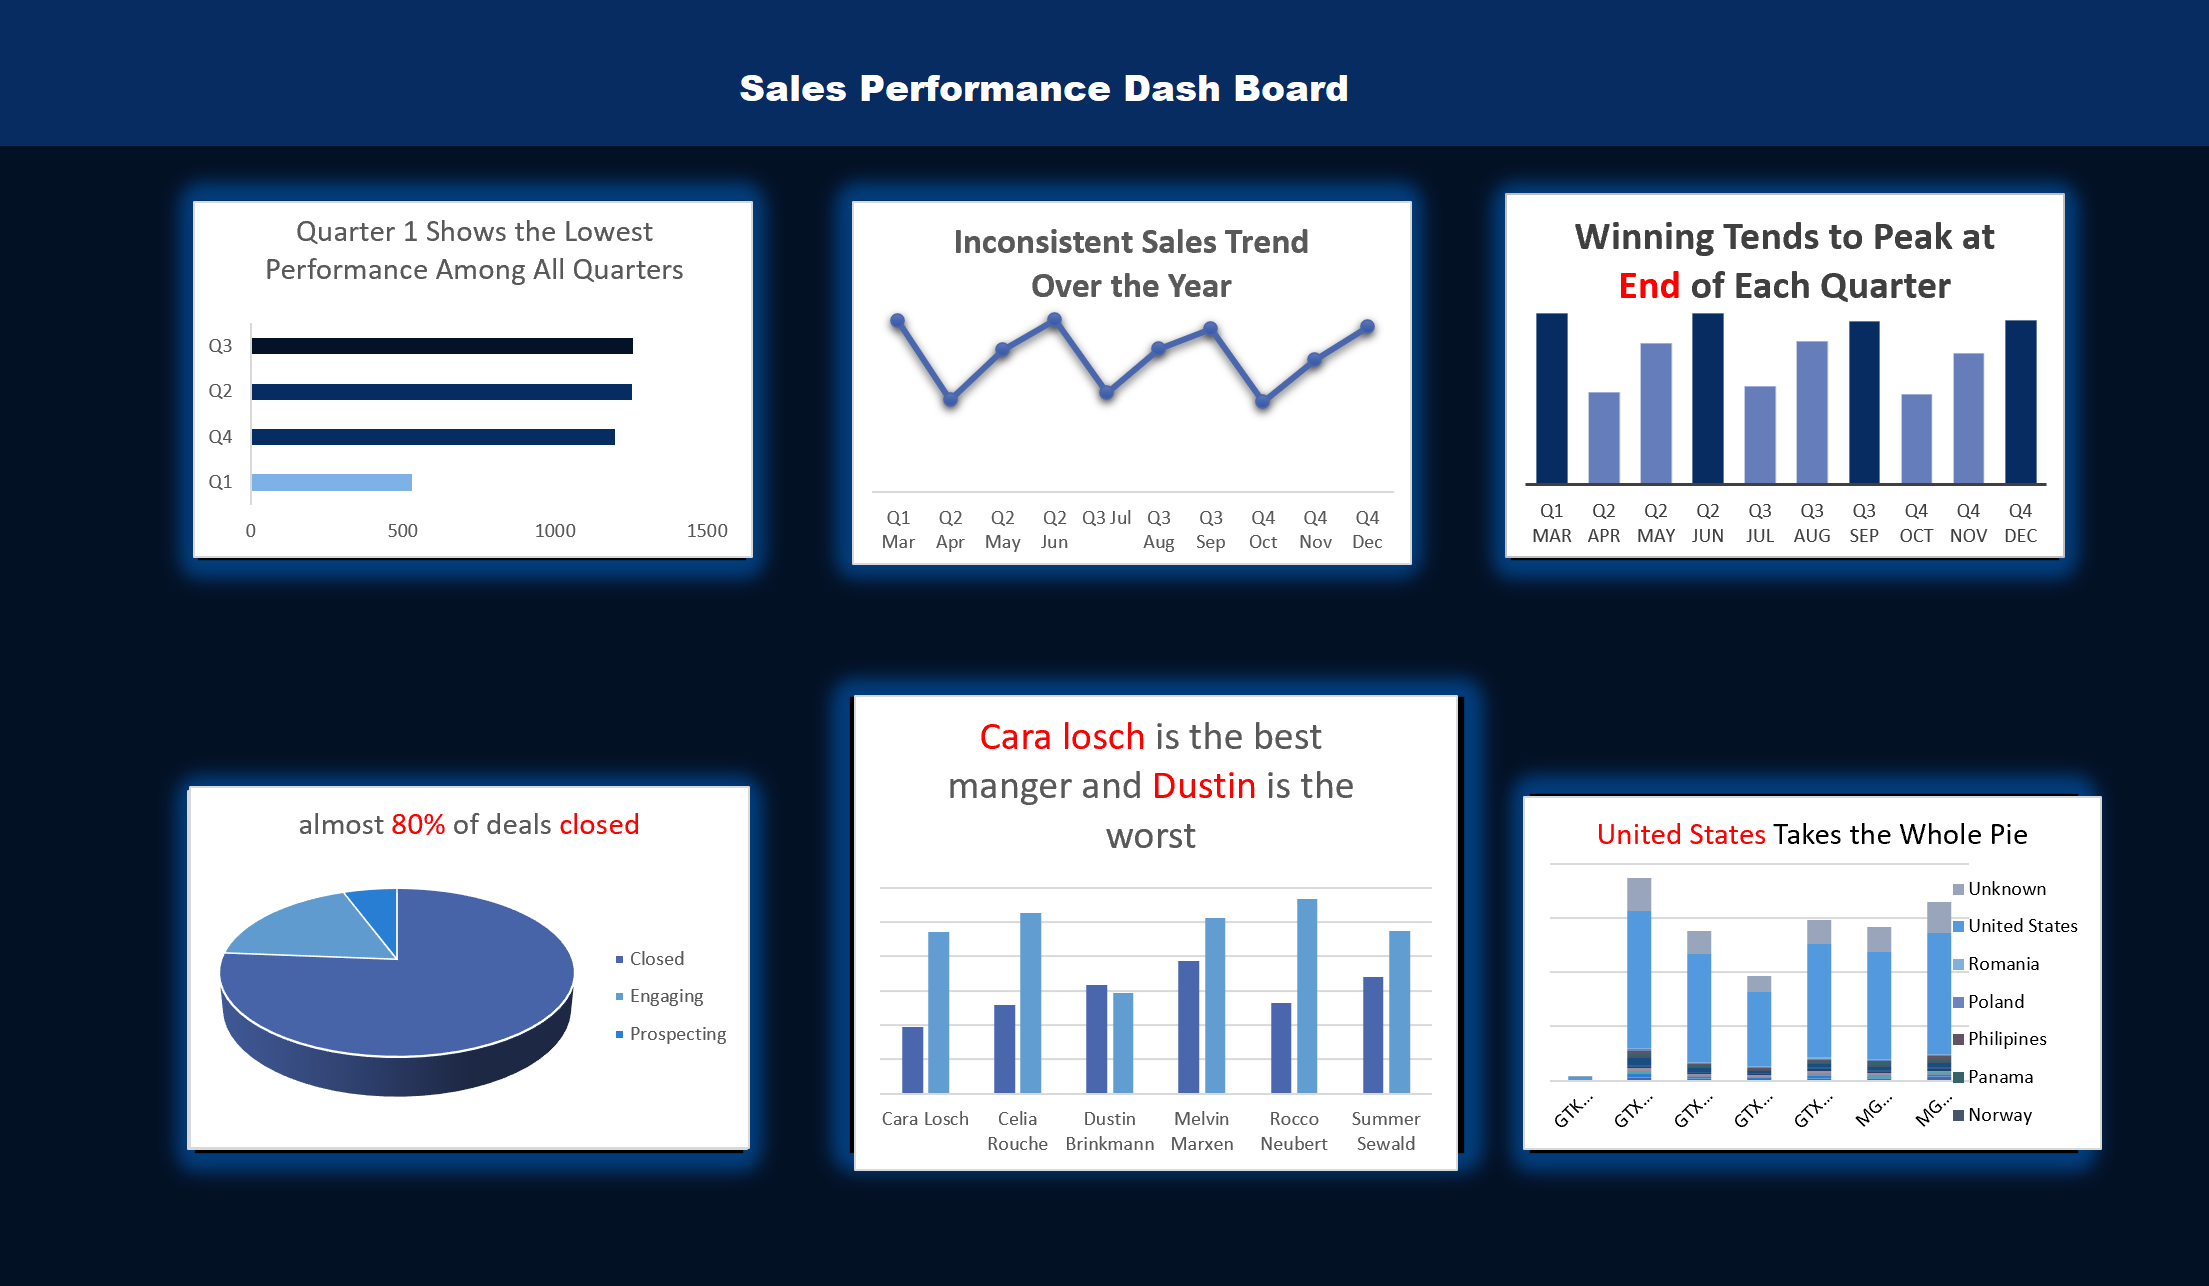 Sales Performance Dash Board
Quarter 1 Shows the Lowest
Performance Among All Quarters
Q3
Q2
Q4
Q1
0 500 1000 1500
Inconsistent Sales Trend
Over the Year
Q1 Q2 Q2 Q2 Q3 Jul Q3 Q3 Q4 Q4 Q4
Mar Apr May Jun Aug Sep Oct Nov Dec
Winning Tends to Peak at
End of Each Quarter
Q1 Q2 Q2 Q2 Q3 Q3 Q3 Q4 Q4 Q4
MAR APR MAY JUN JUL AUG SEP OCT NOV DEC
almost 80% of deals closed
Closed
Engaging
Prospecting
Cara losch is the best
manger and Dustin is the
worst
Cara Losch Celia Dustin Melvin Rocco Summer
Rouche Brinkmann Marxen Neubert Sewald
United States Takes the Whole Pie
Unknown
United States
Romania
Poland
Philipines
Panama
Norway
GTK... GTX... GTX... GTX... GTX... MG... MG...